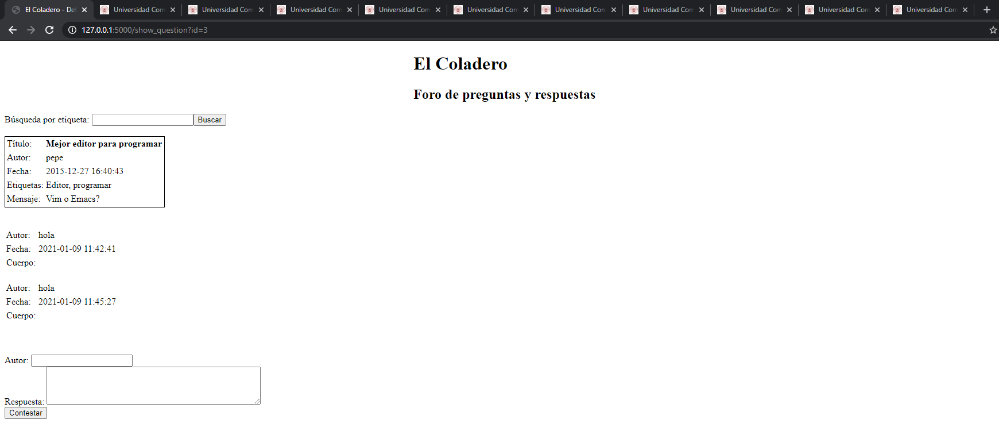 El Coladero - Det
Universidad Com
Universidad Com
Universidad Com
Universidad Com
Universidad Com
Universidad Com
Universidad Com
Universidad Com
Universidad Com
Universidad Com
127.0.0.1:5000/show_question?id=3
El Coladero
Foro de preguntas y respuestas
Búsqueda por etiqueta: Buscar
Título: Mejor editor para programar
Autor: pepe
Fecha: 2015-12-27 16:40:43
Etiquetas: Editor, programar
Mensaje: Vim o Emacs?
Autor: hola
Fecha: 2021-01-09 11:42:41
Cuerpo:
Autor: hola
Fecha: 2021-01-09 11:45:27
Cuerpo:
Autor:
Respuesta:
Contestar